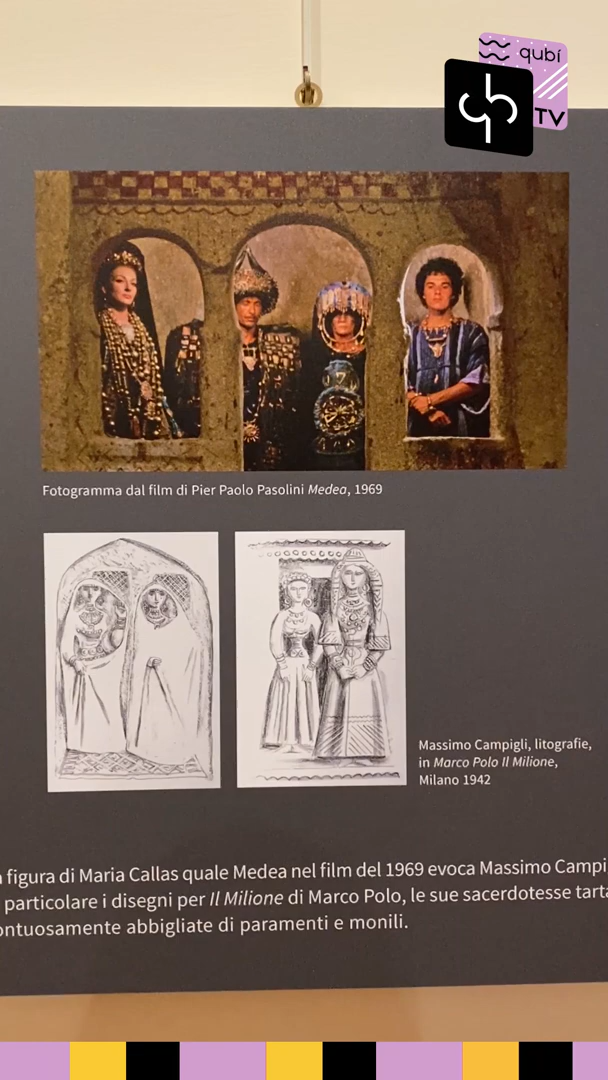 qubí
TV
Fotogramma dal film di Pier Paolo Pasolini Medea, 1969
Massimo Campigli, litografie,
in Marco Polo Il Milione,
Milano 1942
figura di Maria Callas quale Medea nel film del 1969 evoca Massimo Campi
particolare i disegni per Il Milione di Marco Polo, le sue sacerdotesse tarta
ontuosamente abbigliate di paramenti e monili.